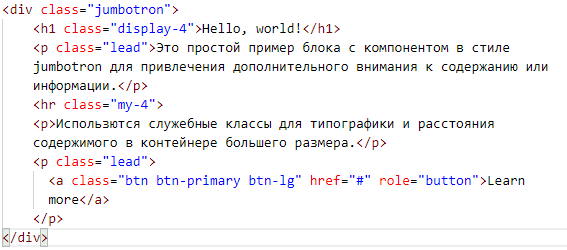 <div class="jumbotron">
<h1 class="display-4">Hello, world!</h1>
<p class="lead">Это простой пример блока с компонентом в стиле
jumbotron для привлечения дополнительного внимания к содержанию или
информации.</p>
<hr class="my-4">
<p>Использются служебные классы для типографики и расстояния
содержимого в контейнере большего размера.</p>
<p class="lead">
<a class="btn btn-primary btn-lg" href="#" role="button">Learn
more</a>
</p>
</div>